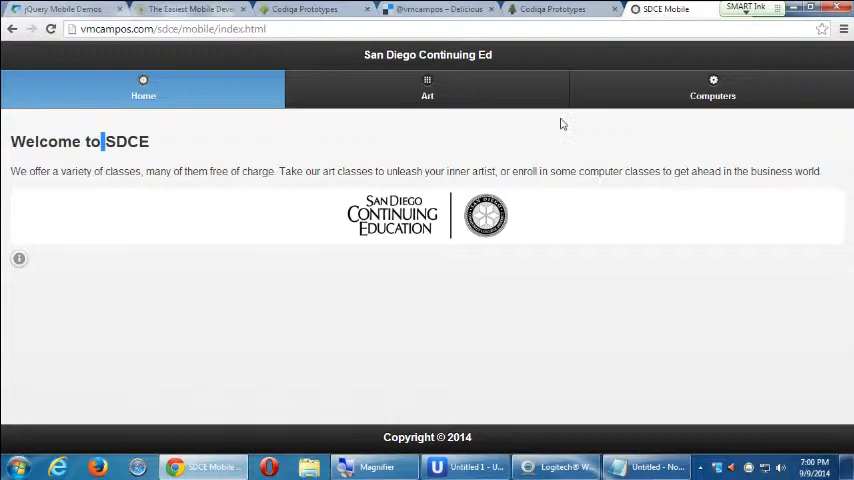 jQuery Mobile Demos
The Easiest Mobile Deve
Codiqa Prototypes
@vmcampos – Delicious
Codiqa Prototypes
SDCE Mobile
SMART Ink
vmcampos.com/sdce/mobile/index.html
San Diego Continuing Ed
Home
Art
Computers
Welcome to SDCE
We offer a variety of classes, many of them free of charge. Take our art classes to unleash your inner artist, or enroll in some computer classes to get ahead in the business world.
SAN DIEGO
CONTINUING
EDUCATION
Copyright © 2014
SDCE Mobile ...
Magnifier
Untitled 1 - U...
Logitech® W...
Untitled - No...
7:00 PM
9/9/2014